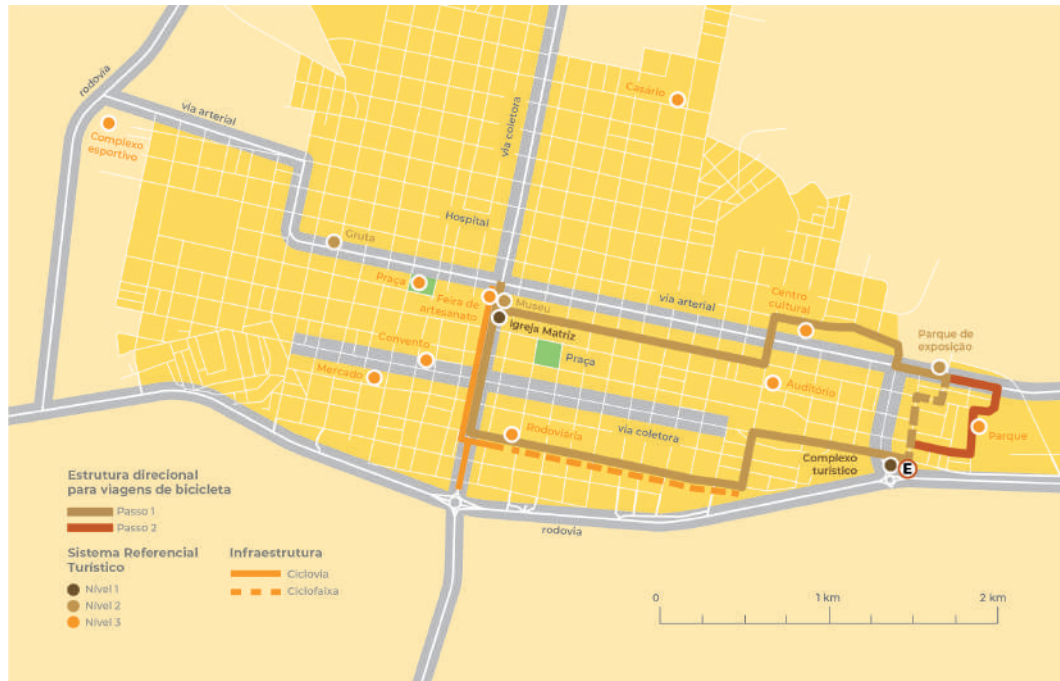 rodovia
via arterial
Complexo
esportivo
via coletora
Casário
Hospital
Gruta
Praça
Feira de
artesanato
Museu
Igreja Matriz
via arterial
Centro
cultural
Parque de
exposição
Convento
Mercado
Praça
Auditório
Rodoviária
via coletora
Parque
Complexo
turístico
E
rodovia
Estrutura direcional
para viagens de bicicleta
Passo 1
Passo 2
Sistema Referencial
Turístico
Nível 1
Nível 2
Nível 3
Infraestrutura
Ciclovia
Ciclofaixa
0
1 km
2 km